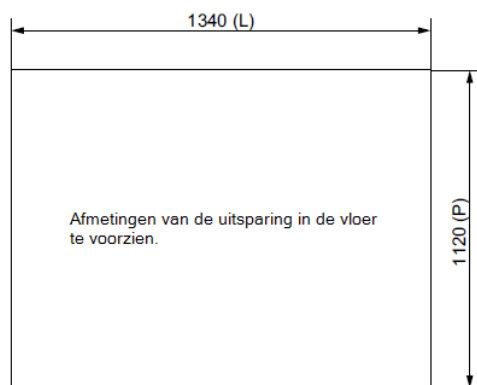 1340 (L)
Afmetingen van de uitsparing in de vloer
te voorzien.
1120 (P)